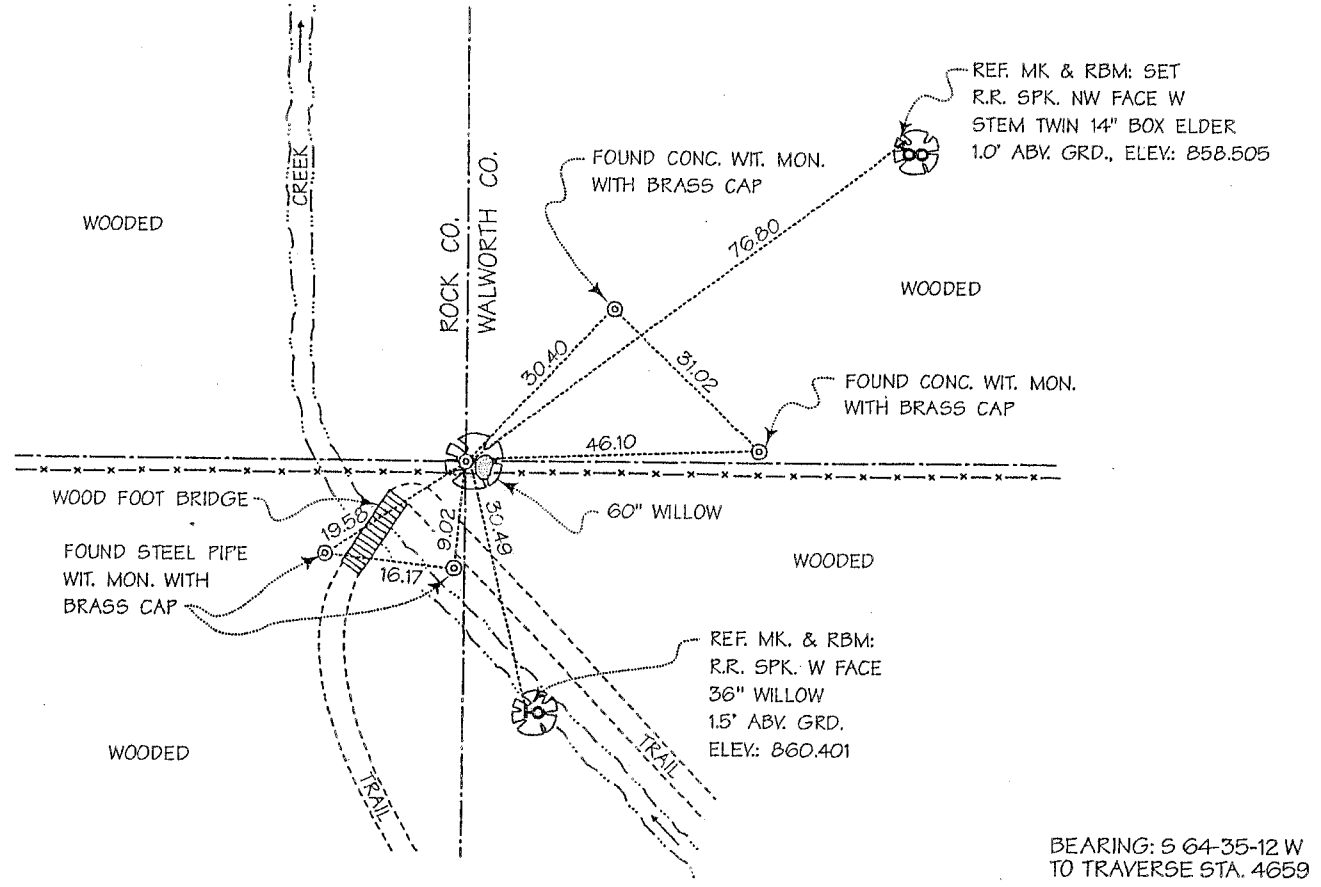 REF. MK & RBM: SET
R.R. SPK. NW FACE W
STEM TWIN 14" BOX ELDER
1.0' ABV. GRD., ELEV.: 858.505
FOUND CONC. WIT. MON.
WITH BRASS CAP
CREEK
WOODED
ROCK CO.
WALWORTH CO.
76.80
WOODED
30.40
31.02
FOUND CONC. WIT. MON.
WITH BRASS CAP
46.10
WOOD FOOT BRIDGE
60" WILLOW
19.58
9.02
30.49
FOUND STEEL PIPE
WIT. MON. WITH
BRASS CAP
16.17
WOODED
REF. MK. & RBM:
R.R. SPK. W FACE
36" WILLOW
1.5' ABV. GRD.
ELEV.: 860.401
WOODED
TRAIL
TRAIL
BEARING: S 64-35-12 W
TO TRAVERSE STA. 4659